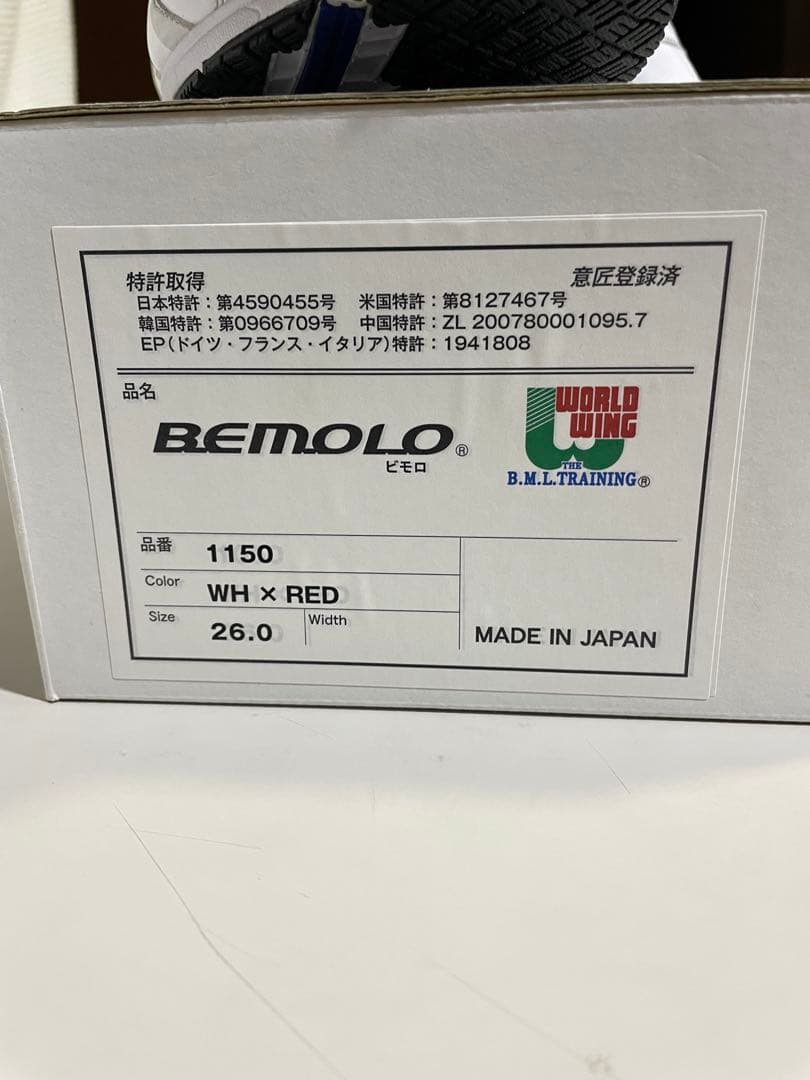 特許取得
意匠登録済
日本特許：第4590455号 米国特許：第8127467号
韓国特許：第0966709号 中国特許：ZL 200780001095.7
EP(ドイツ・フランス・イタリア)特許：1941808
品名
BEMOLO®
ビモロ
WORLD
WING
THE
B.M.L.TRAINING®
品番 1150
Color WH × RED
Size 26.0 Width
MADE IN JAPAN